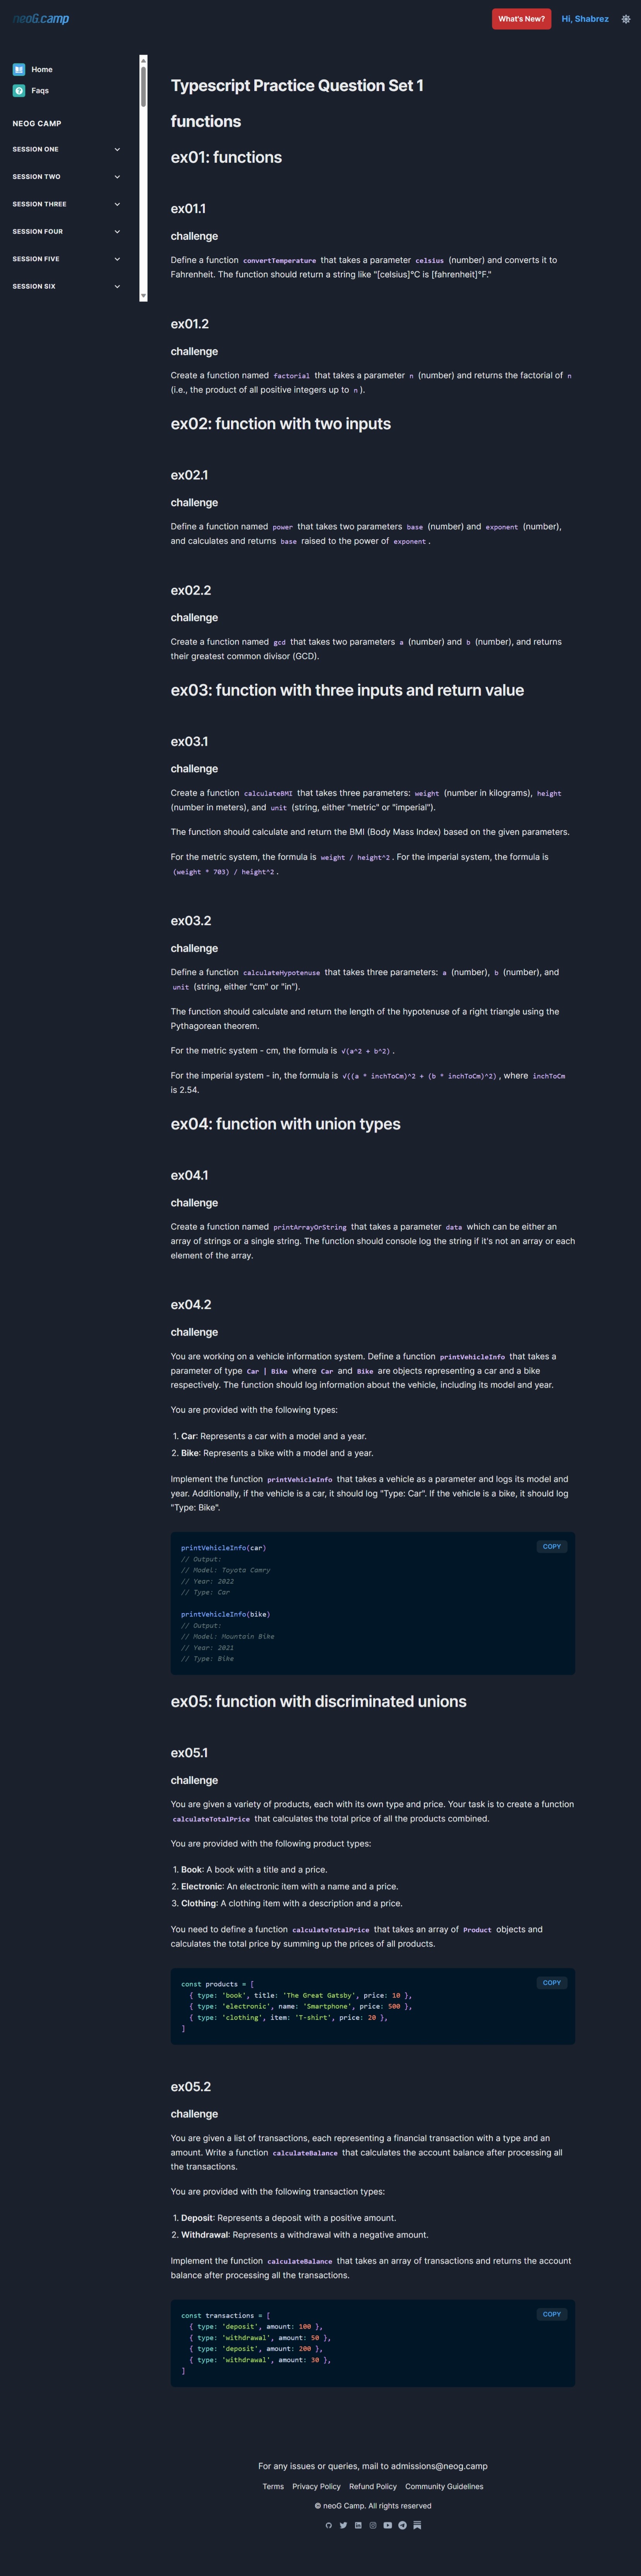 neoG.camp
What's New?
Hi, Shabrez
Home
Faqs
NEOG CAMP
SESSION ONE
SESSION TWO
SESSION THREE
SESSION FOUR
SESSION FIVE
SESSION SIX
Typescript Practice Question Set 1
functions
ex01: functions
ex01.1
challenge
Define a function convertTemperature that takes a parameter celsius (number) and converts it to
Fahrenheit. The function should return a string like "[celsius]°C is [fahrenheit]°F."
ex01.2
challenge
Create a function named factorial that takes a parameter n (number) and returns the factorial of n
(i.e., the product of all positive integers up to n ).
ex02: function with two inputs
ex02.1
challenge
Define a function named power that takes two parameters base (number) and exponent (number),
and calculates and returns base raised to the power of exponent .
ex02.2
challenge
Create a function named gcd that takes two parameters a (number) and b (number), and returns
their greatest common divisor (GCD).
ex03: function with three inputs and return value
ex03.1
challenge
Create a function calculateBMI that takes three parameters: weight (number in kilograms), height
(number in meters), and unit (string, either "metric" or "imperial").
The function should calculate and return the BMI (Body Mass Index) based on the given parameters.
For the metric system, the formula is weight / height^2 . For the imperial system, the formula is
(weight * 703) / height^2 .
ex03.2
challenge
Define a function calculateHypotenuse that takes three parameters: a (number), b (number), and
unit (string, either "cm" or "in").
The function should calculate and return the length of the hypotenuse of a right triangle using the
Pythagorean theorem.
For the metric system - cm, the formula is √(a^2 + b^2) .
For the imperial system - in, the formula is √((a * inchToCm)^2 + (b * inchToCm)^2) , where inchToCm
is 2.54.
ex04: function with union types
ex04.1
challenge
Create a function named printArrayOrString that takes a parameter data which can be either an
array of strings or a single string. The function should console log the string if it's not an array or each
element of the array.
ex04.2
challenge
You are working on a vehicle information system. Define a function printVehicleInfo that takes a
parameter of type Car | Bike where Car and Bike are objects representing a car and a bike
respectively. The function should log information about the vehicle, including its model and year.
You are provided with the following types:
1. Car: Represents a car with a model and a year.
2. Bike: Represents a bike with a model and a year.
Implement the function printVehicleInfo that takes a vehicle as a parameter and logs its model and
year. Additionally, if the vehicle is a car, it should log "Type: Car". If the vehicle is a bike, it should log
"Type: Bike".
COPY
printVehicleInfo(car)
// Output:
// Model: Toyota Camry
// Year: 2022
// Type: Car
printVehicleInfo(bike)
// Output:
// Model: Mountain Bike
// Year: 2021
// Type: Bike
ex05: function with discriminated unions
ex05.1
challenge
You are given a variety of products, each with its own type and price. Your task is to create a function
calculateTotalPrice that calculates the total price of all the products combined.
You are provided with the following product types:
1. Book: A book with a title and a price.
2. Electronic: An electronic item with a name and a price.
3. Clothing: A clothing item with a description and a price.
You need to define a function calculateTotalPrice that takes an array of Product objects and
calculates the total price by summing up the prices of all products.
COPY
const products = [
{ type: 'book', title: 'The Great Gatsby', price: 10 },
{ type: 'electronic', name: 'Smartphone', price: 500 },
{ type: 'clothing', item: 'T-shirt', price: 20 },
]
ex05.2
challenge
You are given a list of transactions, each representing a financial transaction with a type and an
amount. Write a function calculateBalance that calculates the account balance after processing all
the transactions.
You are provided with the following transaction types:
1. Deposit: Represents a deposit with a positive amount.
2. Withdrawal: Represents a withdrawal with a negative amount.
Implement the function calculateBalance that takes an array of transactions and returns the account
balance after processing all the transactions.
COPY
const transactions = [
{ type: 'deposit', amount: 100 },
{ type: 'withdrawal', amount: 50 },
{ type: 'deposit', amount: 200 },
{ type: 'withdrawal', amount: 30 },
]
For any issues or queries, mail to admissions@neog.camp
Terms Privacy Policy Refund Policy Community Guidelines
© neoG Camp. All rights reserved